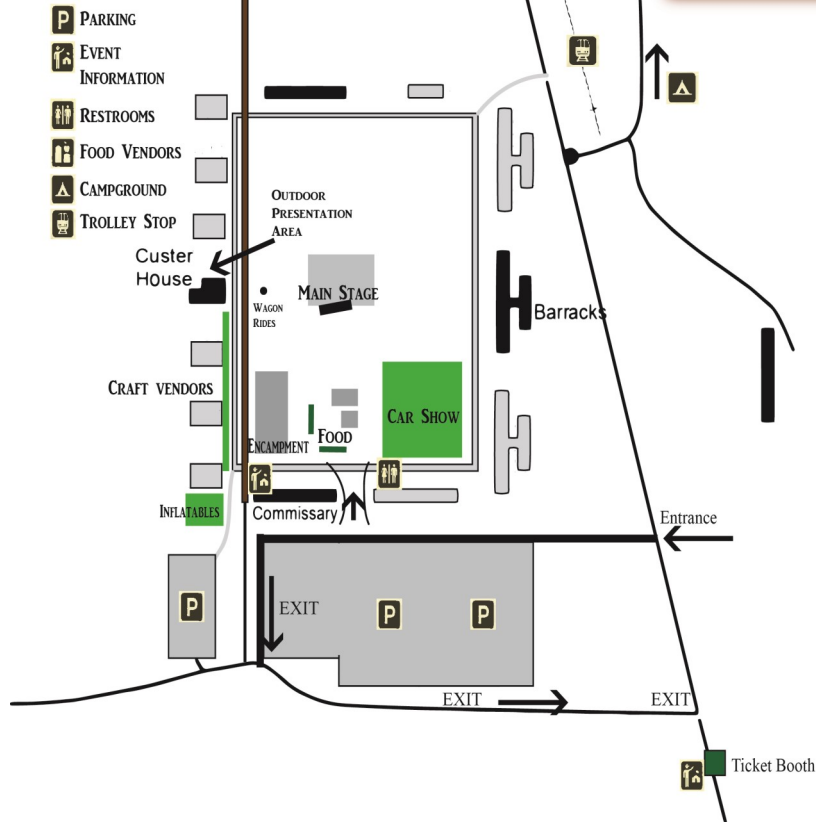 P PARKING
EVENT
INFORMATION
RESTROOMS
FOOD VENDORS
CAMPGROUND
TROLLEY STOP
OUTDOOR
PRESENTATION
AREA
Custer
House
MAIN STAGE
WAGON
RIDES
Barracks
CRAFT VENDORS
CAR SHOW
FOOD
ENCAMPMENT
INFLATABLES
Commissary
Entrance
P
EXIT
P
P
EXIT
EXIT
Ticket Booth